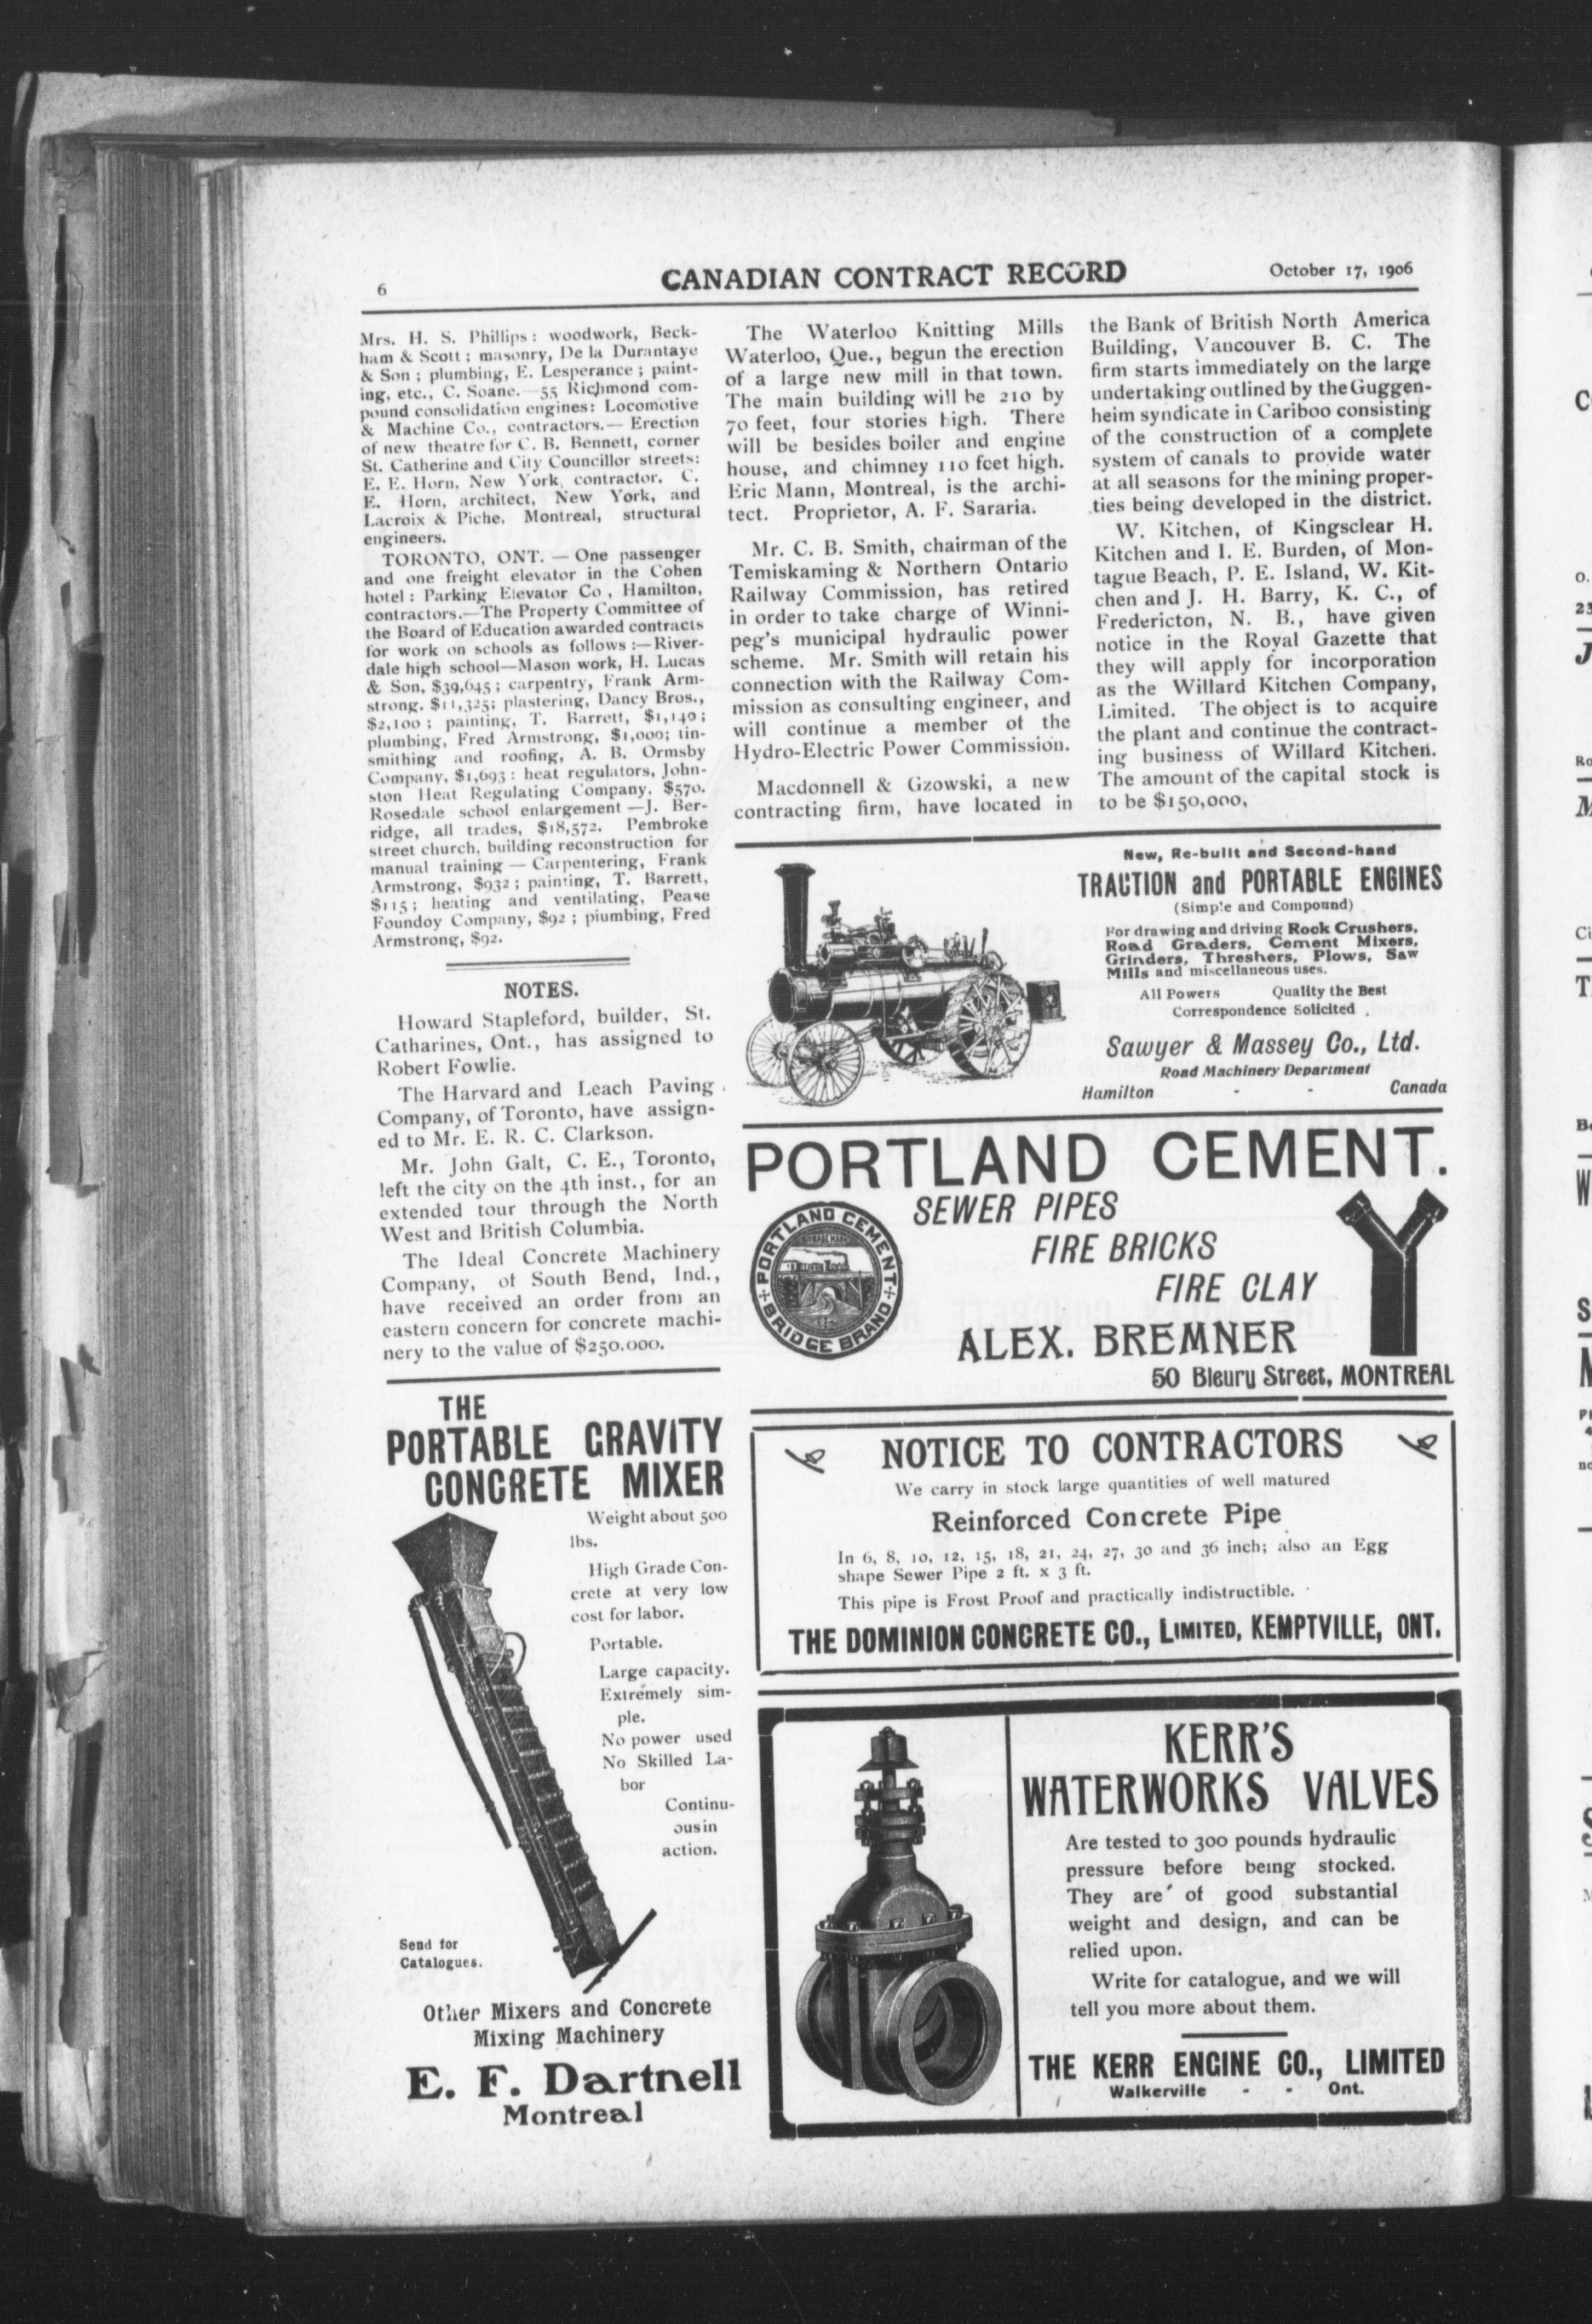 6
CANADIAN CONTRACT RECORD
October 17, 1906
Mrs. H. S. Phillips: woodwork, Beck-
ham & Scott; masonry, De la Durantaye
& Son; plumbing, E. Lesperance; paint-
ing, etc., C. Soane.—55 Richmond com-
pound consolidation engines: Locomotive
& Machine Co., contractors.—Erection
of new theatre for C. B. Bennett, corner
St. Catherine and City Councillor streets:
E. E. Horn, New York, contractor. C.
E. Horn, architect, New York, and
Lacroix & Piche, Montreal, structural
engineers.
TORONTO, ONT.—One passenger
and one freight elevator in the Cohen
hotel: Parking Elevator Co, Hamilton,
contractors.—The Property Committee of
the Board of Education awarded contracts
for work on schools as follows:—River-
dale high school—Mason work, H. Lucas
& Son, $39,645; carpentry, Frank Arm-
strong. $11,325; plastering, Dancy Bros.,
$2,100; painting, T. Barrett, $1,140;
plumbing, Fred Armstrong, $1,000; tin-
smithing and roofing, A. B. Ormsby
Company, $1,693: heat regulators, John-
ston Heat Regulating Company, $570.
Rosedale school enlargement—J. Ber-
ridge, all trades, $18,572. Pembroke
street church, building reconstruction for
manual training—Carpentering, Frank
Armstrong, $932; painting, T. Barrett,
$115; heating and ventilating, Pease
Foundoy Company, $92; piumbing, Fred
Armstrong, $92.
NOTES.
Howard Stapleford, builder, St.
Catharines, Ont., has assigned to
Robert Fowlie.
The Harvard and Leach Paving
Company, of Toronto, have assign-
ed to Mr. E. R. C. Clarkson.
Mr. John Galt, C. E., Toronto,
left the city on the 4th inst., for an
extended tour through the North
West and British Columbia.
The Ideal Concrete Machinery
Company, of South Bend, Ind.,
have received an order from an
eastern concern for concrete machi-
nery to the value of $250.000.
THE
PORTABLE GRAVITY
CONCRETE MIXER
Weight about 500
lbs.
High Grade Con-
crete at very low
cost for labor.
Portable.
Large capacity.
Extremely sim-
ple.
No power used
No Skilled La-
bor
Continu-
ous in
action.
Send for
Catalogues.
Other Mixers and Concrete
Mixing Machinery
E. F. Dartnell
Montreal
The Waterloo Knitting Mills
Waterloo, Que., begun the erection
of a large new mill in that town.
The main building will be 210 by
70 feet, four stories high. There
will be besides boiler and engine
house, and chimney 110 feet high.
Eric Mann, Montreal, is the archi-
tect. Proprietor, A. F. Sararia.
Mr. C. B. Smith, chairman of the
Temiskaming & Northern Ontario
Railway Commission, has retired
in order to take charge of Winni-
peg's municipal hydraulic power
scheme. Mr. Smith will retain his
connection with the Railway Com-
mission as consulting engineer, and
will continue a member of the
Hydro-Electric Power Commission.
Macdonnell & Gzowski, a new
contracting firm, have located in
the Bank of British North America
Building, Vancouver B. C. The
firm starts immediately on the large
undertaking outlined by the Guggen-
heim syndicate in Cariboo consisting
of the construction of a complete
system of canals to provide water
at all seasons for the mining proper-
ties being developed in the district.
W. Kitchen, of Kingsclear H.
Kitchen and I. E. Burden, of Mon-
tague Beach, P. E. Island, W. Kit-
chen and J. H. Barry, K. C., of
Fredericton, N. B., have given
notice in the Royal Gazette that
they will apply for incorporation
as the Willard Kitchen Company,
Limited. The object is to acquire
the plant and continue the contract-
ing business of Willard Kitchen.
The amount of the capital stock is
to be $150,000,
New, Re-built and Second-hand
TRACTION and PORTABLE ENGINES
(Simple and Compound)
For drawing and driving Rock Crushers,
Road Graders, Cement Mixers,
Grinders, Threshers, Plows, Saw
Mills and miscellaneous uses.
All Powers Quality the Best
Correspondence Solicited
Sawyer & Massey Co., Ltd.
Road Machinery Department
Hamilton - - Canada
PORTLAND CEMENT.
SEWER PIPES
FIRE BRICKS
FIRE CLAY
PORTLAND CEMENT
TRADE MARK
BRIDGE BRAND
ALEX. BREMNER
50 Bleury Street, MONTREAL
NOTICE TO CONTRACTORS
We carry in stock large quantities of well matured
Reinforced Concrete Pipe
In 6, 8, 10, 12, 15, 18, 21, 24, 27, 30 and 36 inch; also an Egg
shape Sewer Pipe 2 ft. x 3 ft.
This pipe is Frost Proof and practically indistructible.
THE DOMINION CONCRETE CO., LIMITED, KEMPTVILLE, ONT.
KERR'S
WATERWORKS VALVES
Are tested to 300 pounds hydraulic
pressure before being stocked.
They are of good substantial
weight and design, and can be
relied upon.
Write for catalogue, and we will
tell you more about them.
THE KERR ENGINE CO., LIMITED
Walkerville - - Ont.